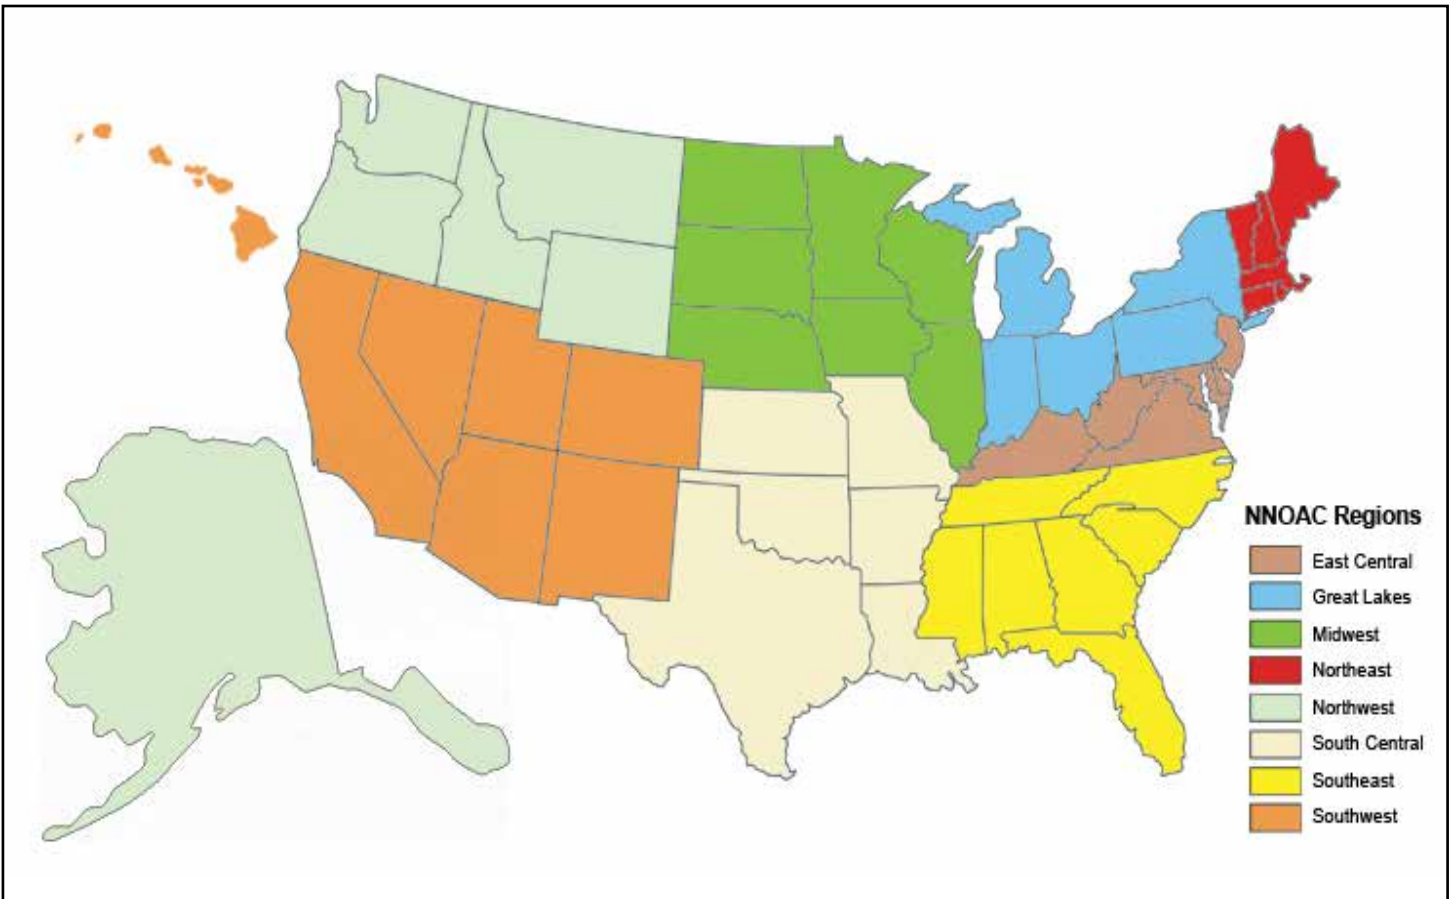 NNOAC Regions
East Central
Great Lakes
Midwest
Northeast
Northwest
South Central
Southeast
Southwest